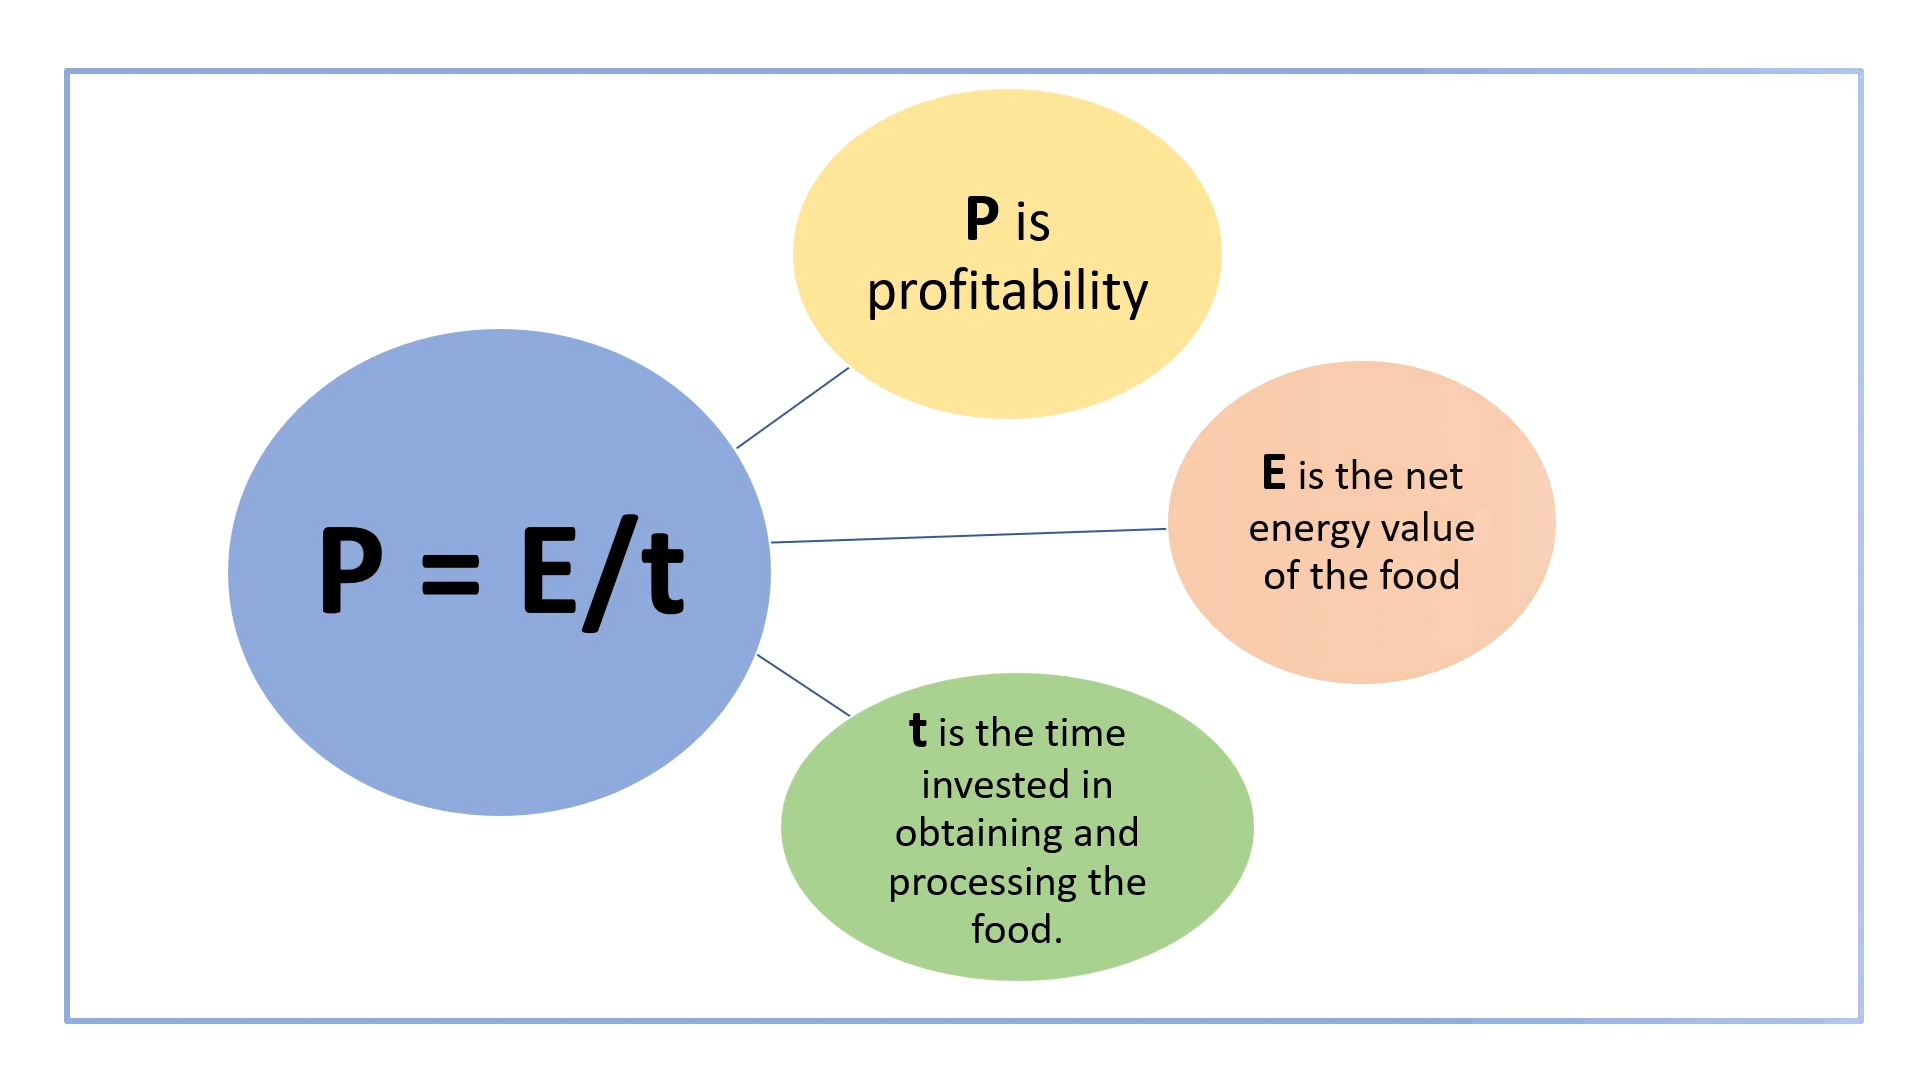 P = E/t
P is
profitability
E is the net
energy value
of the food
t is the time
invested in
obtaining and
processing the
food.